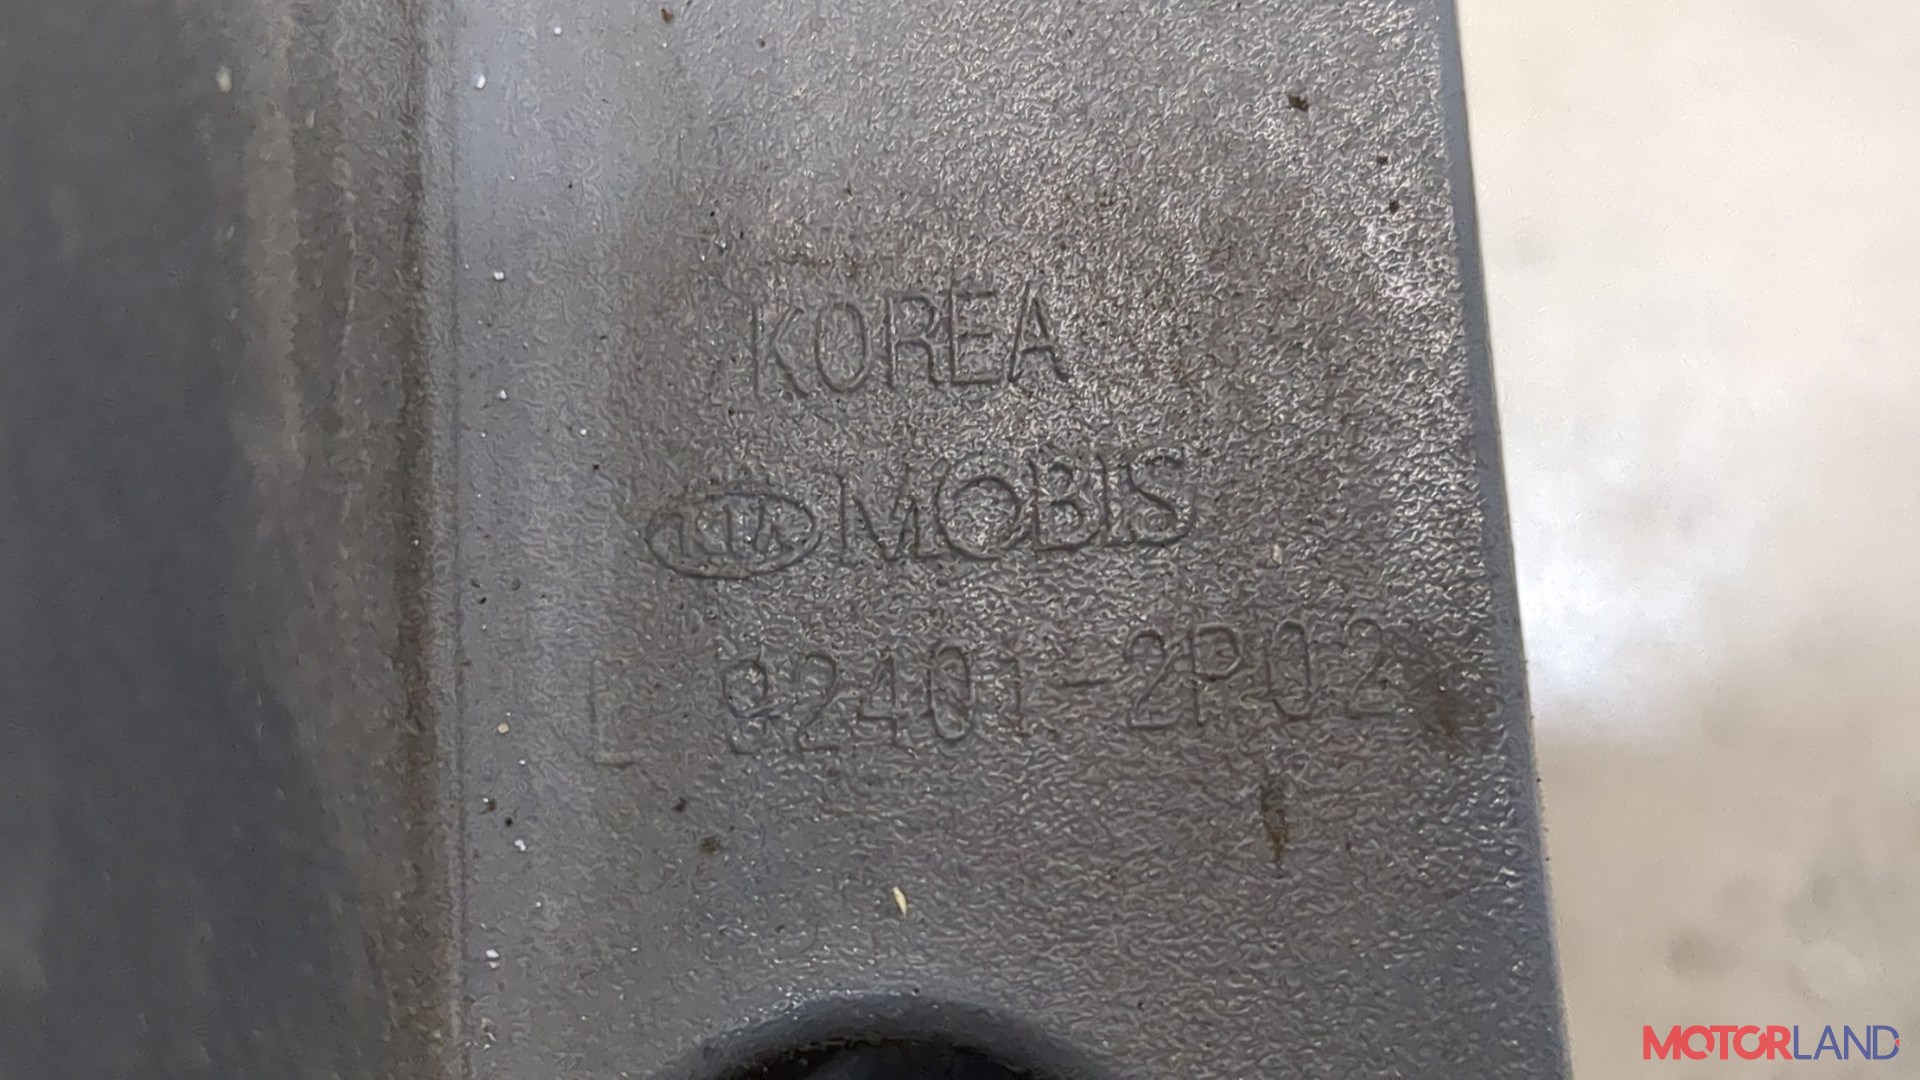 KOREA
KIA MOBIS
L 92401-2P02
MOTORLAND